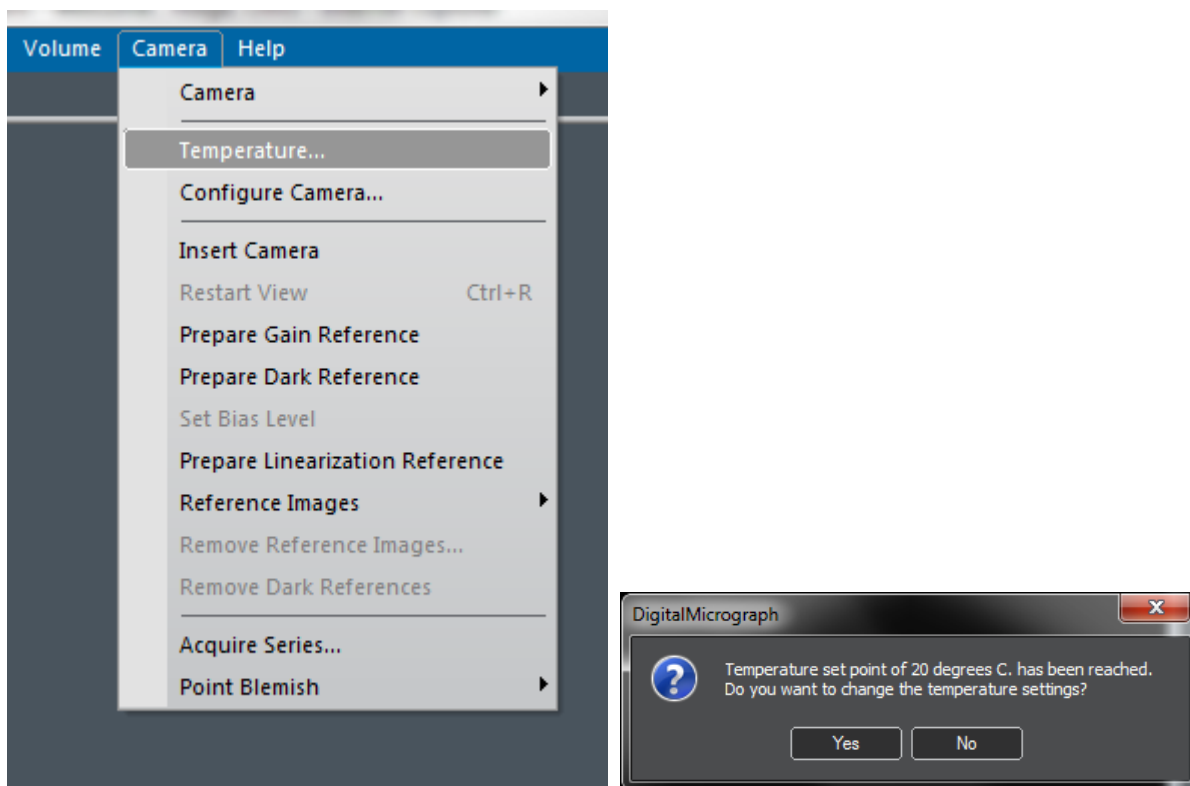 Volume Camera Help
Camera
Temperature...
Configure Camera...
Insert Camera
Restart View Ctrl+R
Prepare Gain Reference
Prepare Dark Reference
Set Bias Level
Prepare Linearization Reference
Reference Images
Remove Reference Images...
Remove Dark References
Acquire Series...
Point Blemish
DigitalMicrograph
Temperature set point of 20 degrees C. has been reached.
Do you want to change the temperature settings?
Yes No